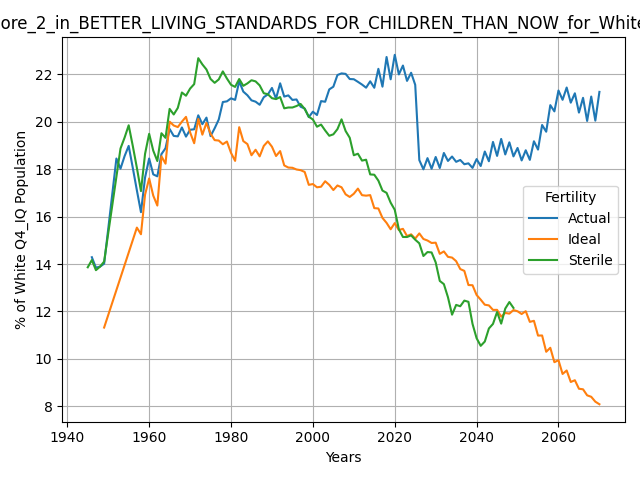 ore_2_in_BETTER_LIVING_STANDARDS_FOR_CHILDREN_THAN_NOW_for_White
% of White Q4_IQ Population
22
20
18
16
14
12
10
8
Fertility
Actual
Ideal
Sterile
1940 1960 1980 2000 2020 2040 2060
Years